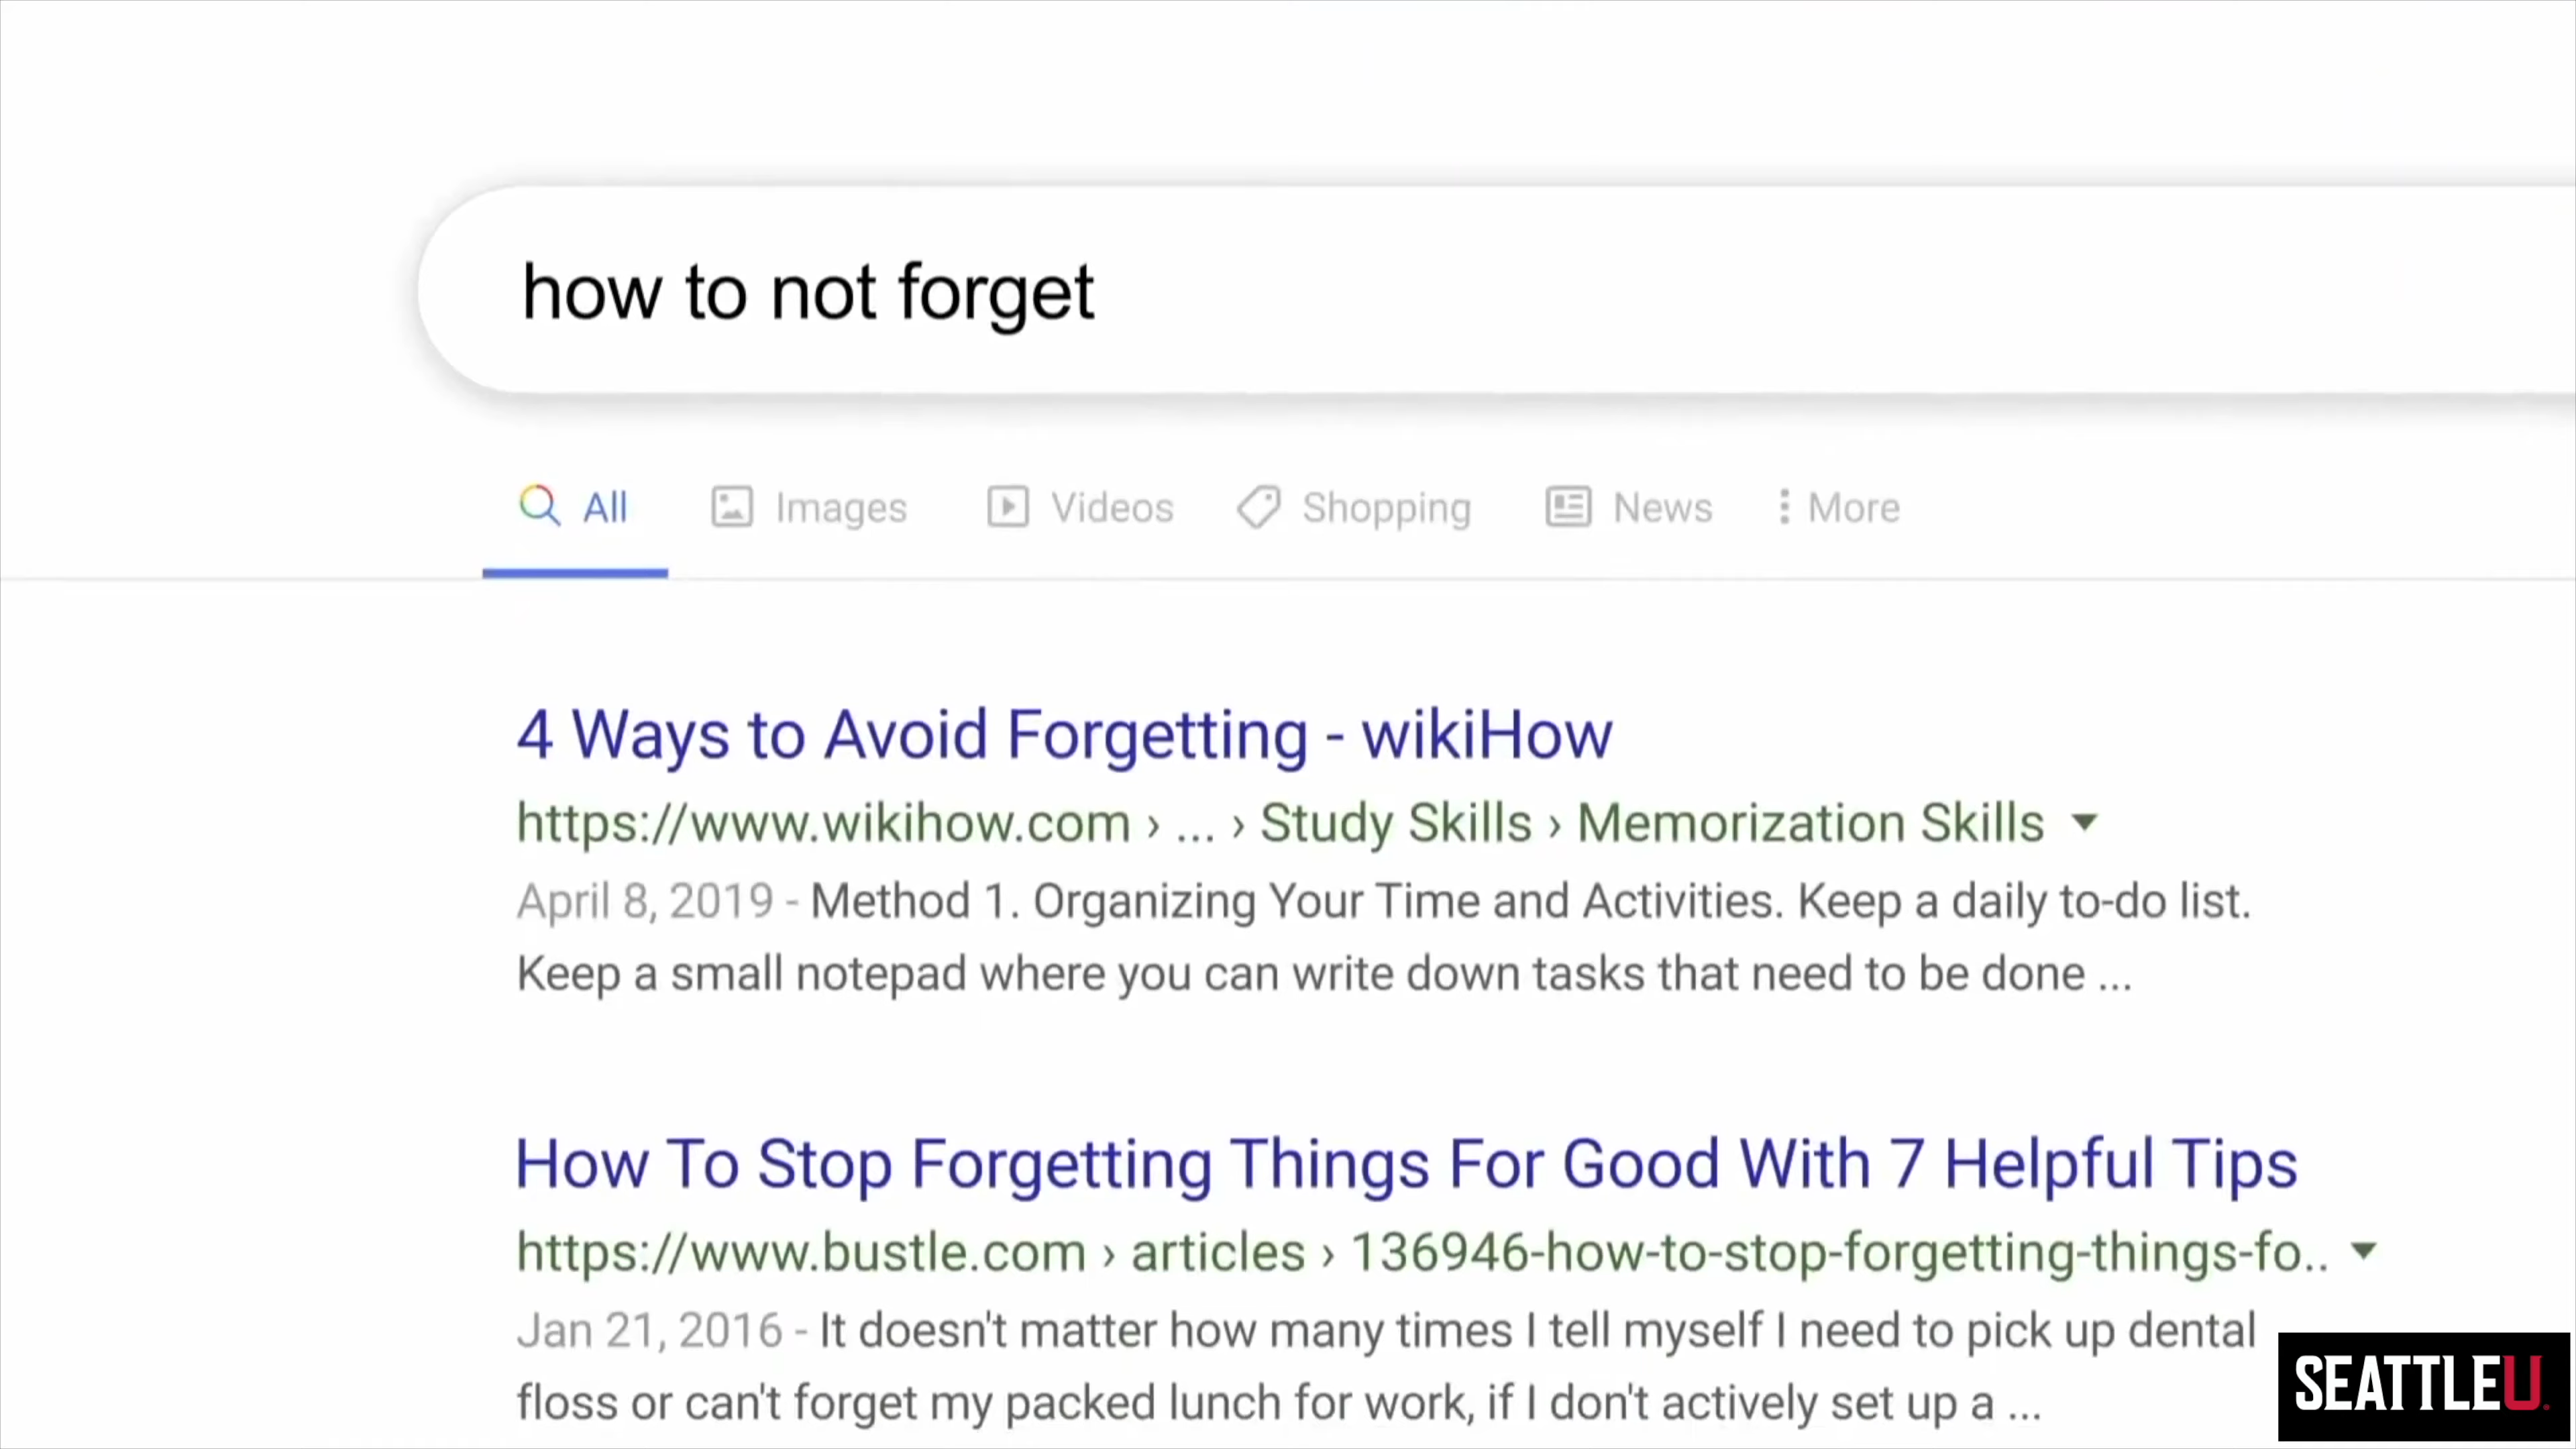 how to not forget
All Images Videos Shopping News More
4 Ways to Avoid Forgetting - wikiHow
https://www.wikihow.com › ... › Study Skills › Memorization Skills
April 8, 2019 - Method 1. Organizing Your Time and Activities. Keep a daily to-do list.
Keep a small notepad where you can write down tasks that need to be done ...
How To Stop Forgetting Things For Good With 7 Helpful Tips
https://www.bustle.com › articles › 136946-how-to-stop-forgetting-things-fo..
Jan 21, 2016 - It doesn't matter how many times I tell myself I need to pick up dental
floss or can't forget my packed lunch for work, if I don't actively set up a ...
SEATTLEU.